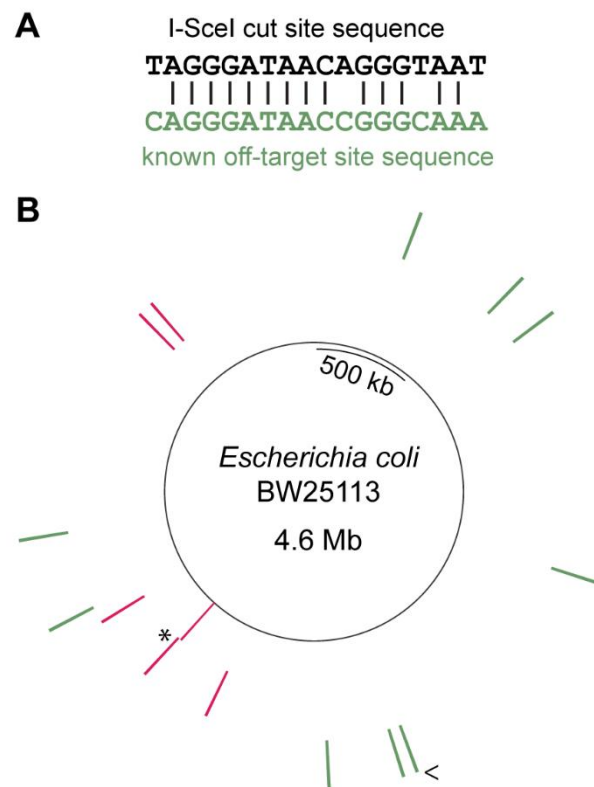 A
I-SceI cut site sequence
TAGGGATAACAGGGTAAT
CAGGGATAACCGGGCAAA
known off-target site sequence
B
500 kb
Escherichia coli
BW25113
4.6 Mb
*
<